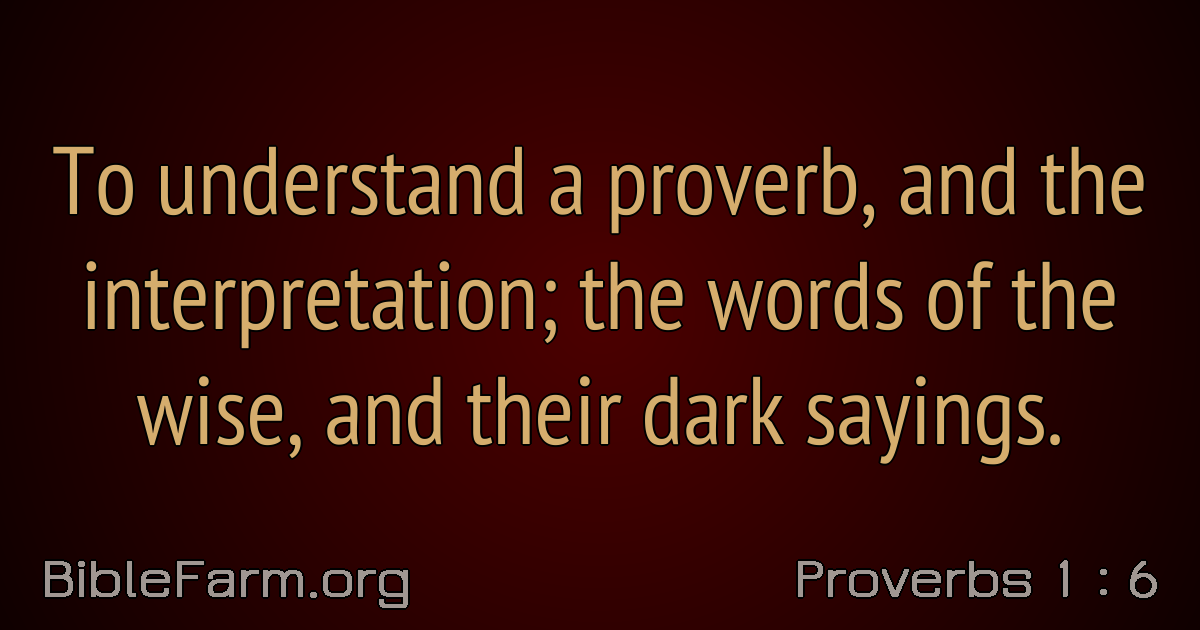 To understand a proverb, and the
interpretation; the words of the
wise, and their dark sayings.
BibleFarm.org
Proverbs 1 : 6